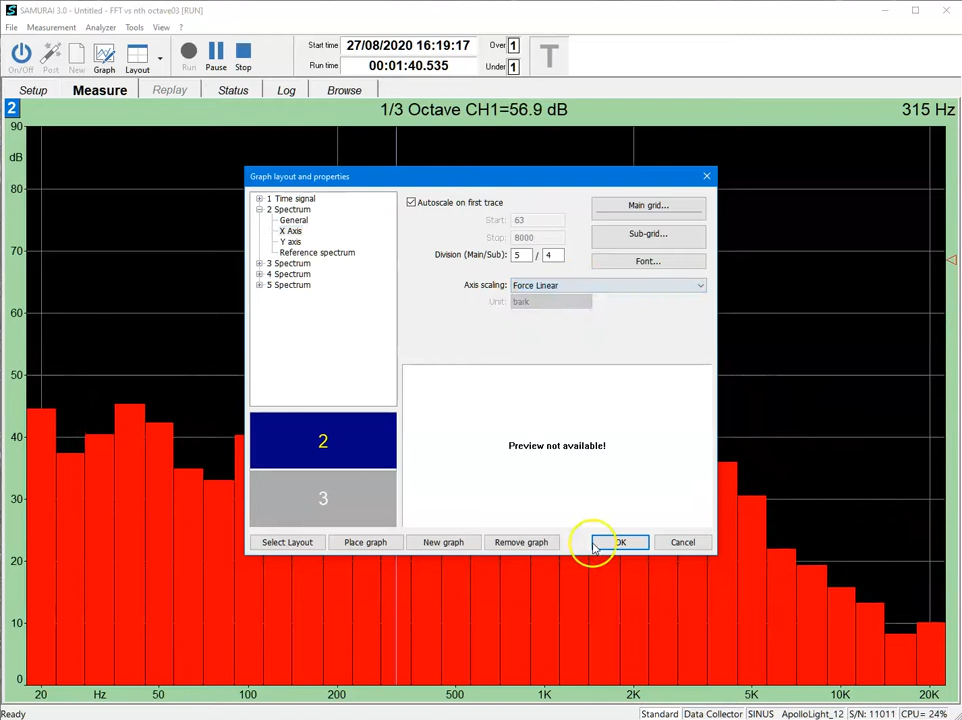 SAMURAI 3.0 - Untitled - FFT vs nth octave03 [RUN]
File Measurement Analyzer Tools View ?
On/Off Post New Graph Layout Run Pause Stop
Start time 27/08/2020 16:19:17 Over 1
Run time 00:01:40.535 Under 1
T
Setup Measure Replay Status Log Browse
2 1/3 Octave CH1=56.9 dB 315 Hz
90
dB
80
70
60
50
40
30
20
10
0
20 Hz 50 100 200 500 1K 2K 5K 10K 20K
Graph layout and properties
1 Time signal
2 Spectrum
General
X Axis
Y axis
Reference spectrum
3 Spectrum
4 Spectrum
5 Spectrum
Autoscale on first trace
Start: 63
Stop: 8000
Division (Main/Sub): 5 / 4
Axis scaling: Force Linear
Unit: bark
Main grid...
Sub-grid...
Font...
2
3
Preview not available!
Select Layout Place graph New graph Remove graph OK Cancel
Ready Standard Data Collector SINUS ApolloLight_12 S/N: 11011 CPU= 24%